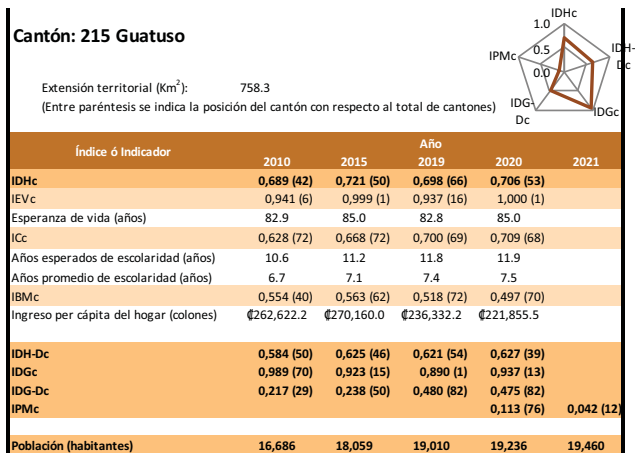 Cantón: 215 Guatuso
IDHc
1.0
IDH-Dc
IPMc
0.5
0.0
IDG-Dc
IDGc
Extensión territorial (Km²): 758.3
(Entre paréntesis se indica la posición del cantón con respecto al total de cantones)
Índice ó Indicador Año
2010 2015 2019 2020 2021
IDHc 0,689 (42) 0,721 (50) 0,698 (66) 0,706 (53)
IEVc 0,941 (6) 0,999 (1) 0,937 (16) 1,000 (1)
Esperanza de vida (años) 82.9 85.0 82.8 85.0
ICc 0,628 (72) 0,668 (72) 0,700 (69) 0,709 (68)
Años esperados de escolaridad (años) 10.6 11.2 11.8 11.9
Años promedio de escolaridad (años) 6.7 7.1 7.4 7.5
IBMc 0,554 (40) 0,563 (62) 0,518 (72) 0,497 (70)
Ingreso per cápita del hogar (colones) ₡262,622.2 ₡270,160.0 ₡236,332.2 ₡221,855.5
IDH-Dc 0,584 (50) 0,625 (46) 0,621 (54) 0,627 (39)
IDGc 0,989 (70) 0,923 (15) 0,890 (1) 0,937 (13)
IDG-Dc 0,217 (29) 0,238 (50) 0,480 (82) 0,475 (82)
IPMc 0,113 (76) 0,042 (12)
Población (habitantes) 16,686 18,059 19,010 19,236 19,460